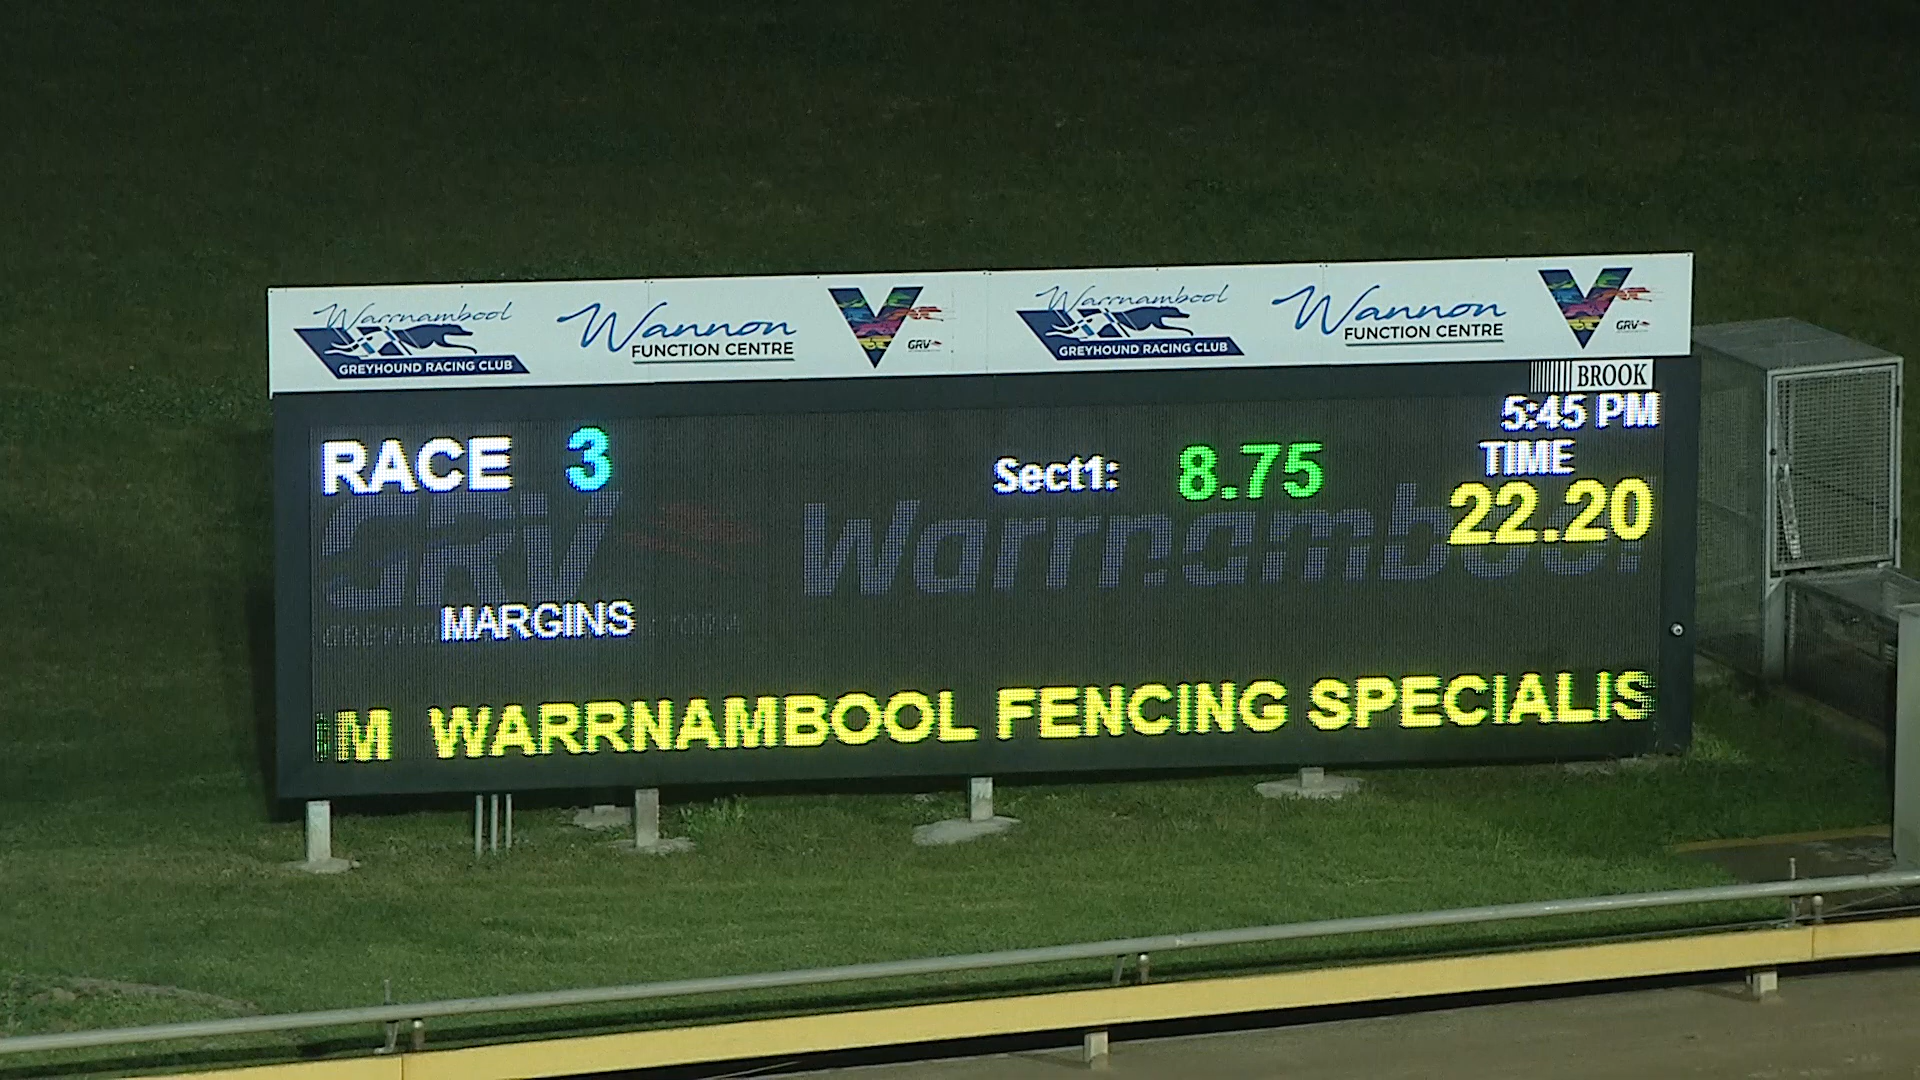 Warrnambool
GREYHOUND RACING CLUB
Wannon
FUNCTION CENTRE
V
GRV
Warrnambool
GREYHOUND RACING CLUB
Wannon
FUNCTION CENTRE
V
GRV
BROOK
5:45 PM
RACE 3
Sect1: 8.75
TIME
22.20
GRV
Warrnambool
MARGINS
M WARRNAMBOOL FENCING SPECIALIS